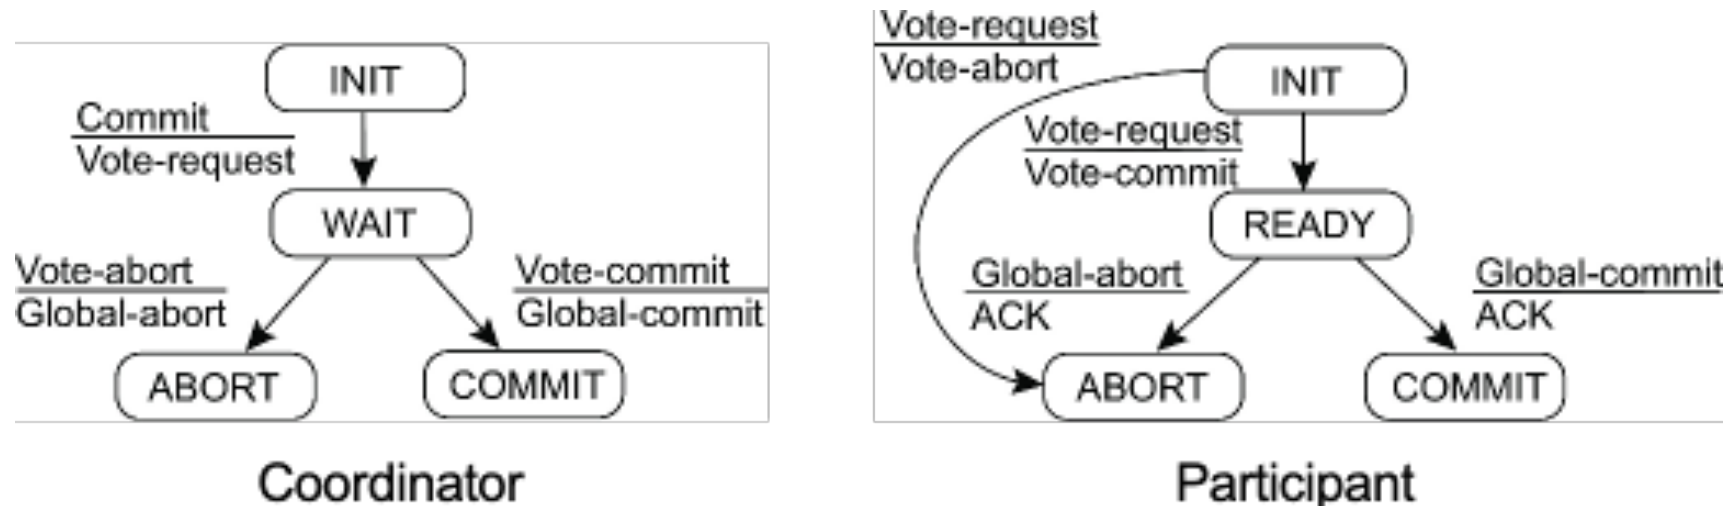 INIT
Commit
Vote-request
WAIT
Vote-abort
Global-abort
Vote-commit
Global-commit
ABORT
COMMIT
Coordinator
Vote-request
Vote-abort
INIT
Vote-request
Vote-commit
READY
Global-abort
ACK
Global-commit
ACK
ABORT
COMMIT
Participant